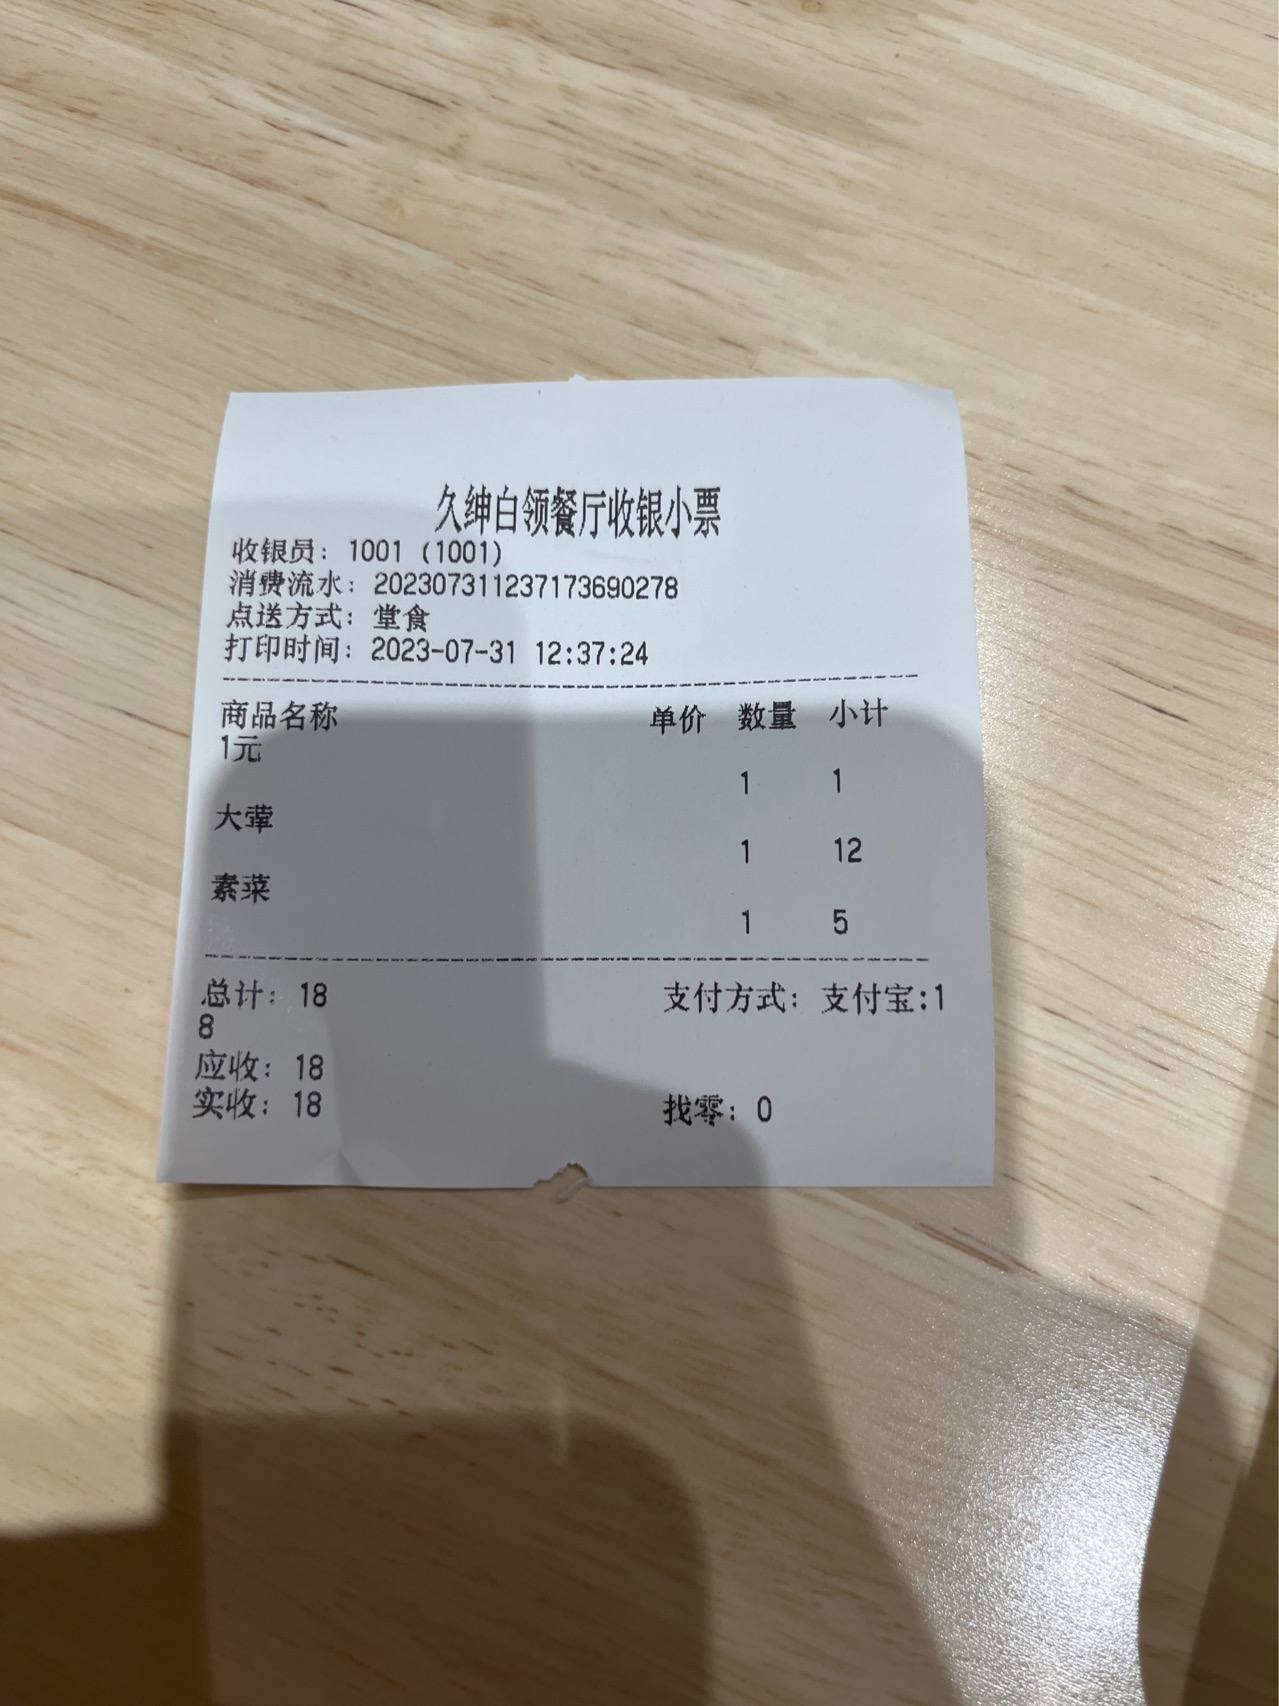 久绅白领餐厅收银小票
收银员: 1001 (1001)
消费流水: 202307311237173690278
点送方式: 堂食
打印时间: 2023-07-31 12:37:24
商品名称 单价 数量 小计
1元
1 1
大荤
1 12
素菜
1 5
总计: 18 支付方式: 支付宝:1
8
应收: 18
实收: 18 找零: 0